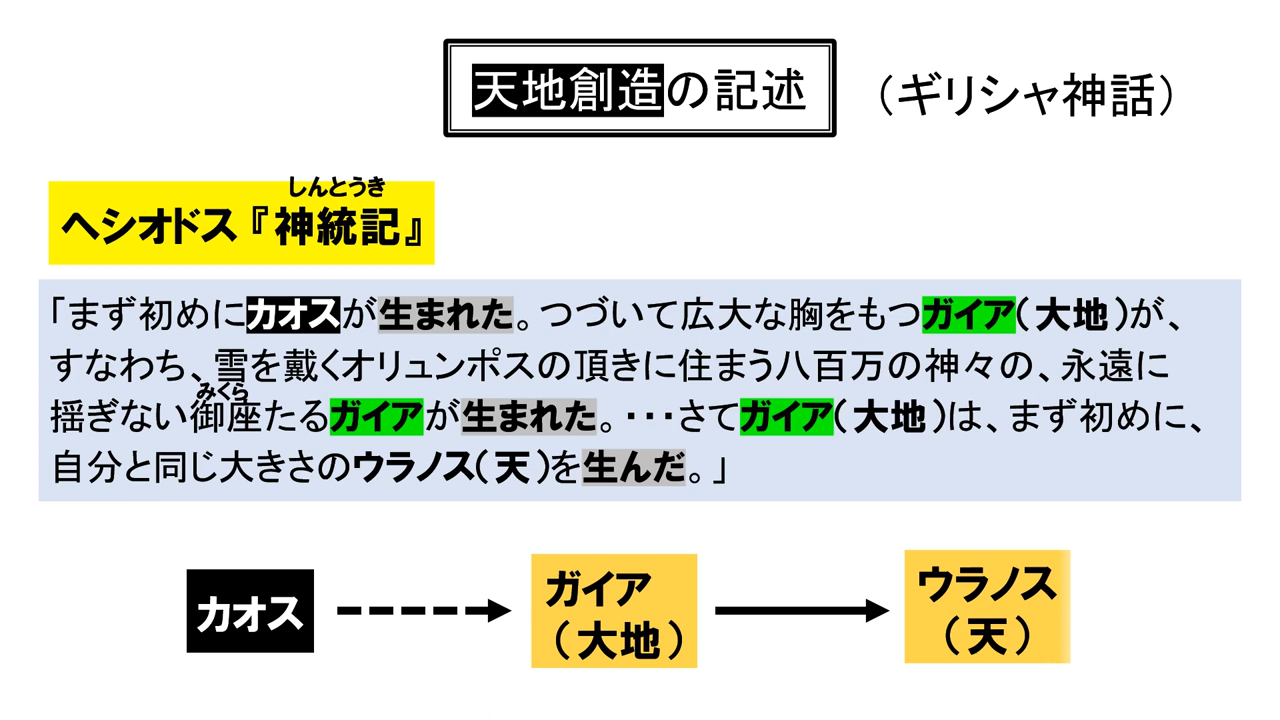 天地創造の記述
（ギリシャ神話）
しんとうき
ヘシオドス『神統記』
「まず初めにカオスが生まれた。つづいて広大な胸をもつガイア(大地)が、
すなわち、雪を戴くオリュンポスの頂きに住まう八百万の神々の、永遠に
みくら
揺ぎない御座たるガイアが生まれた。・・・さてガイア(大地)は、まず初めに、
自分と同じ大きさのウラノス(天)を生んだ。」
カオス
ガイア
（大地）
ウラノス
（天）